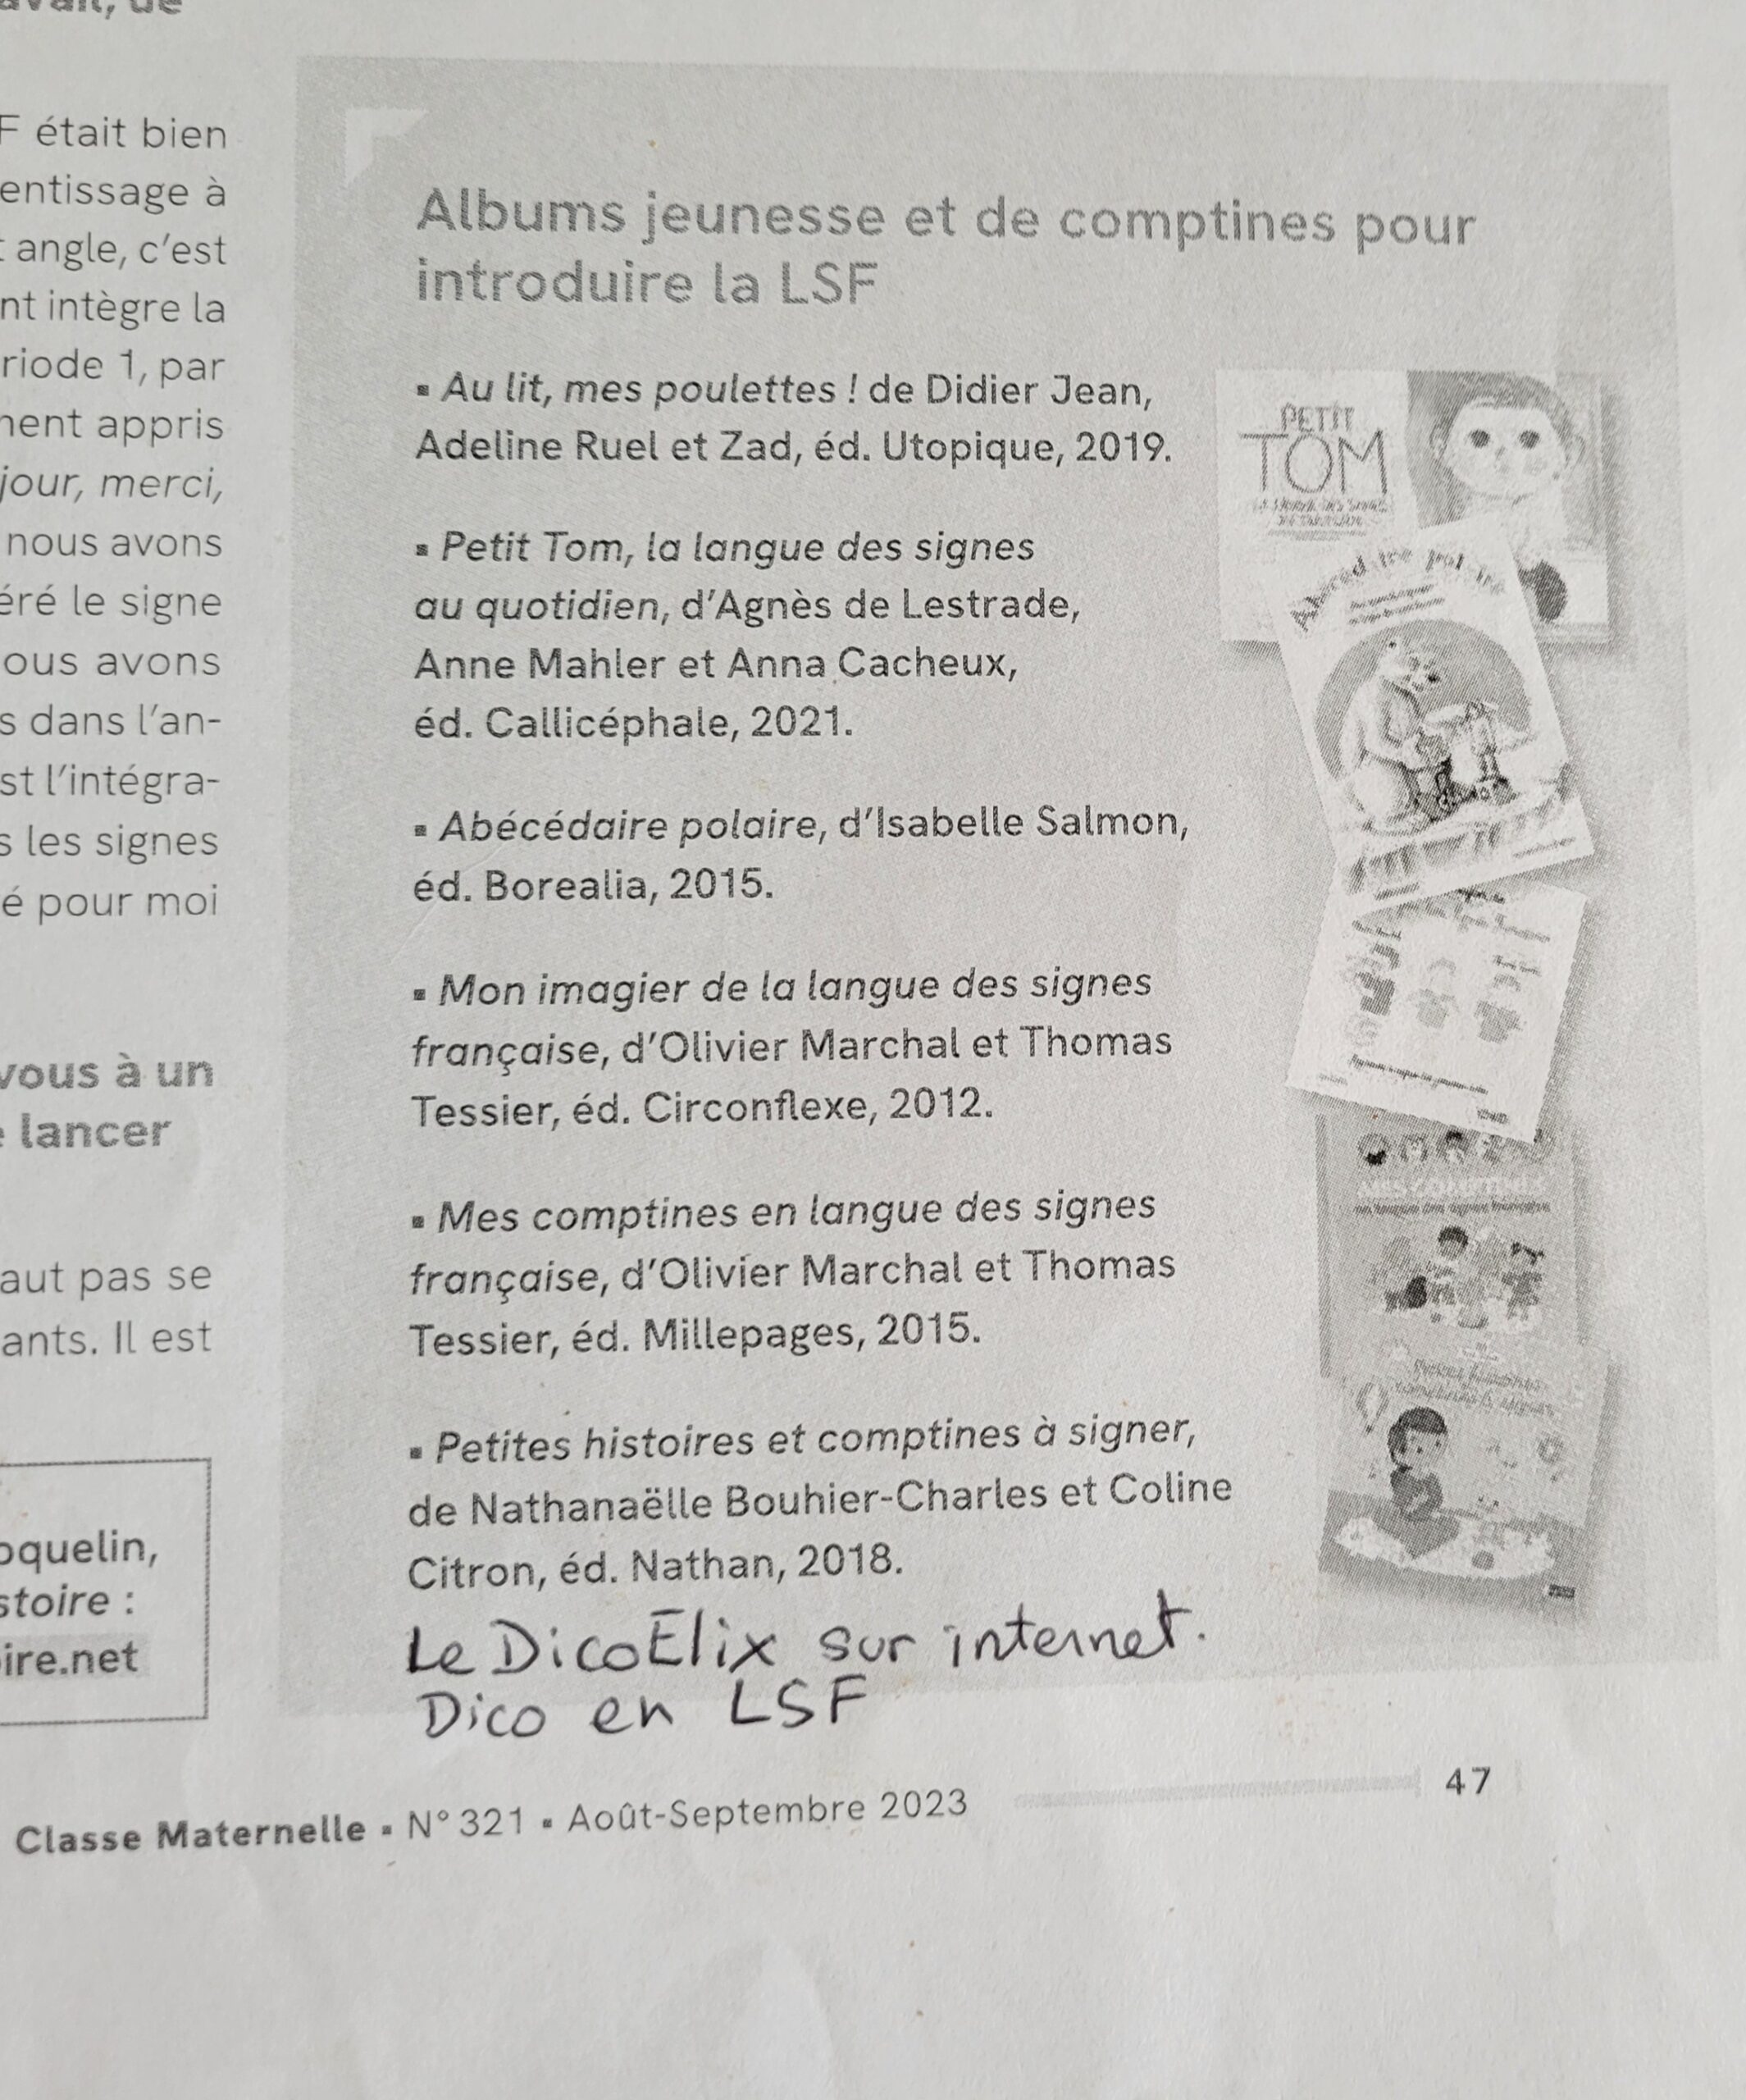 F était bien
entissage à
angle, c'est
nt intègre la
riode 1, par
ent appris
jour, merci,
nous avons
éré le signe
ous avons
s dans l'an-
st l'intégra-
s les signes
é pour moi
vous à un
lancer
aut pas se
ants. Il est
oquelin,
stoire :
ire.net
Albums jeunesse et de comptines pour
introduire la LSF
▪ Au lit, mes poulettes ! de Didier Jean,
Adeline Ruel et Zad, éd. Utopique, 2019.
▪ Petit Tom, la langue des signes
au quotidien, d'Agnès de Lestrade,
Anne Mahler et Anna Cacheux,
éd. Callicéphale, 2021.
▪ Abécédaire polaire, d'Isabelle Salmon,
éd. Borealia, 2015.
▪ Mon imagier de la langue des signes
française, d'Olivier Marchal et Thomas
Tessier, éd. Circonflexe, 2012.
▪ Mes comptines en langue des signes
française, d'Olivier Marchal et Thomas
Tessier, éd. Millepages, 2015.
▪ Petites histoires et comptines à signer,
de Nathanaëlle Bouhier-Charles et Coline
Citron, éd. Nathan, 2018.
Le DicoElix sur internet.
Dico en LSF
PETIT
TOM
Classe Maternelle ▪ N° 321 ▪ Août-Septembre 2023
47